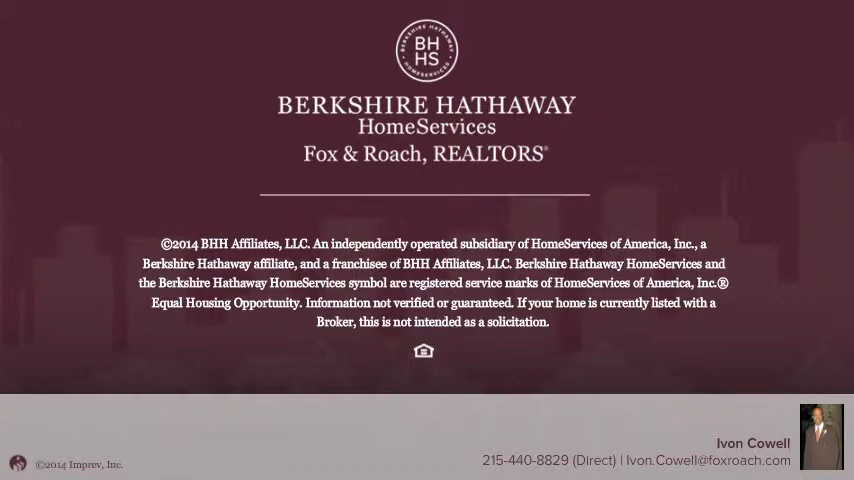 BERKSHIRE HATHAWAY
HOMESERVICES
BH
HS
BERKSHIRE HATHAWAY
HomeServices
Fox & Roach, REALTORS®
©2014 BHH Affiliates, LLC. An independently operated subsidiary of HomeServices of America, Inc., a
Berkshire Hathaway affiliate, and a franchisee of BHH Affiliates, LLC. Berkshire Hathaway HomeServices and
the Berkshire Hathaway HomeServices symbol are registered service marks of HomeServices of America, Inc.®
Equal Housing Opportunity. Information not verified or guaranteed. If your home is currently listed with a
Broker, this is not intended as a solicitation.
Ivon Cowell
215-440-8829 (Direct) | Ivon.Cowell@foxroach.com
©2014 Imprev, Inc.